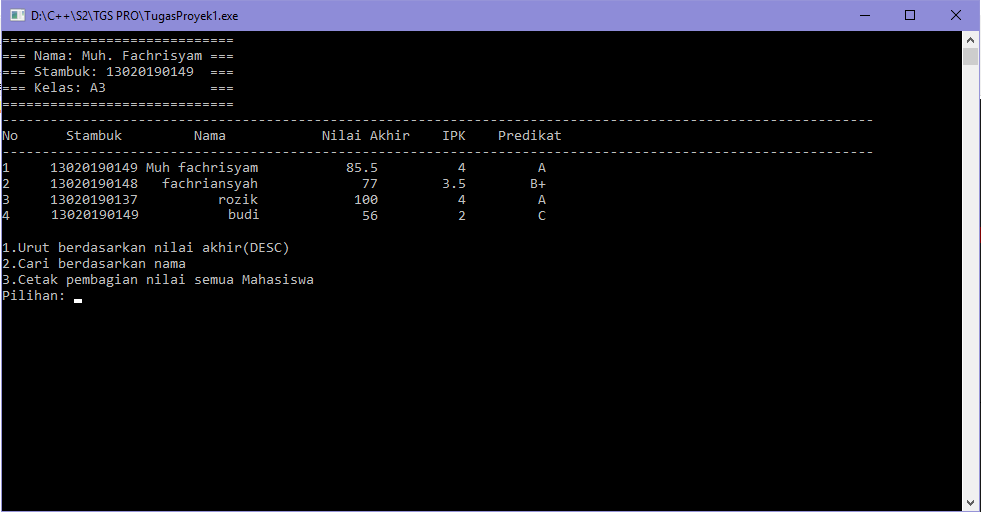 D:\C++\S2\TGS PRO\TugasProyek1.exe
=============================
=== Nama: Muh. Fachrisyam ===
=== Stambuk: 13020190149  ===
=== Kelas: A3             ===
=============================
-------------------------------------------------------------------------------------------------------------
No      Stambuk         Nama            Nilai Akhir    IPK    Predikat
-------------------------------------------------------------------------------------------------------------
1     13020190149 Muh fachrisyam           85.5          4         A
2     13020190148   fachriansyah             77        3.5        B+
3     13020190137          rozik            100          4         A
4     13020190149           budi             56          2         C

1.Urut berdasarkan nilai akhir(DESC)
2.Cari berdasarkan nama
3.Cetak pembagian nilai semua Mahasiswa
Pilihan: